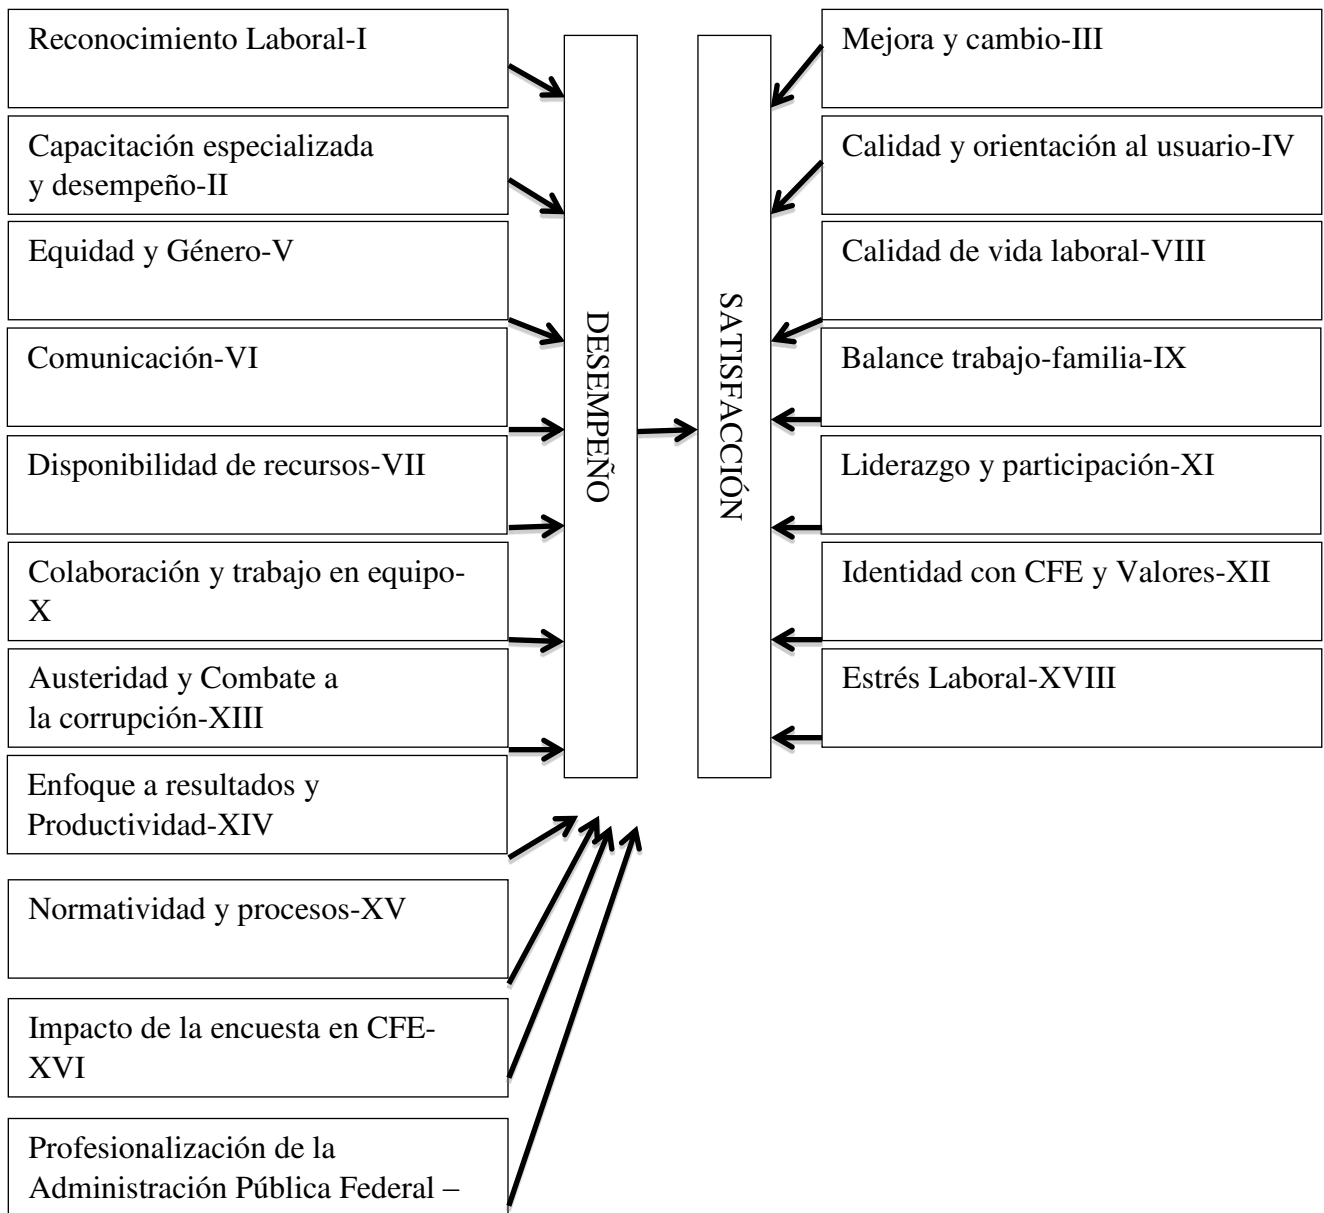 Reconocimiento Laboral-I
Capacitación especializada
y desempeño-II
Equidad y Género-V
Comunicación-VI
Disponibilidad de recursos-VII
Colaboración y trabajo en equipo-
X
Austeridad y Combate a
la corrupción-XIII
Enfoque a resultados y
Productividad-XIV
Normatividad y procesos-XV
Impacto de la encuesta en CFE-
XVI
Profesionalización de la
Administración Pública Federal –
DESEMPEÑO
SATISFACCIÓN
Mejora y cambio-III
Calidad y orientación al usuario-IV
Calidad de vida laboral-VIII
Balance trabajo-familia-IX
Liderazgo y participación-XI
Identidad con CFE y Valores-XII
Estrés Laboral-XVIII